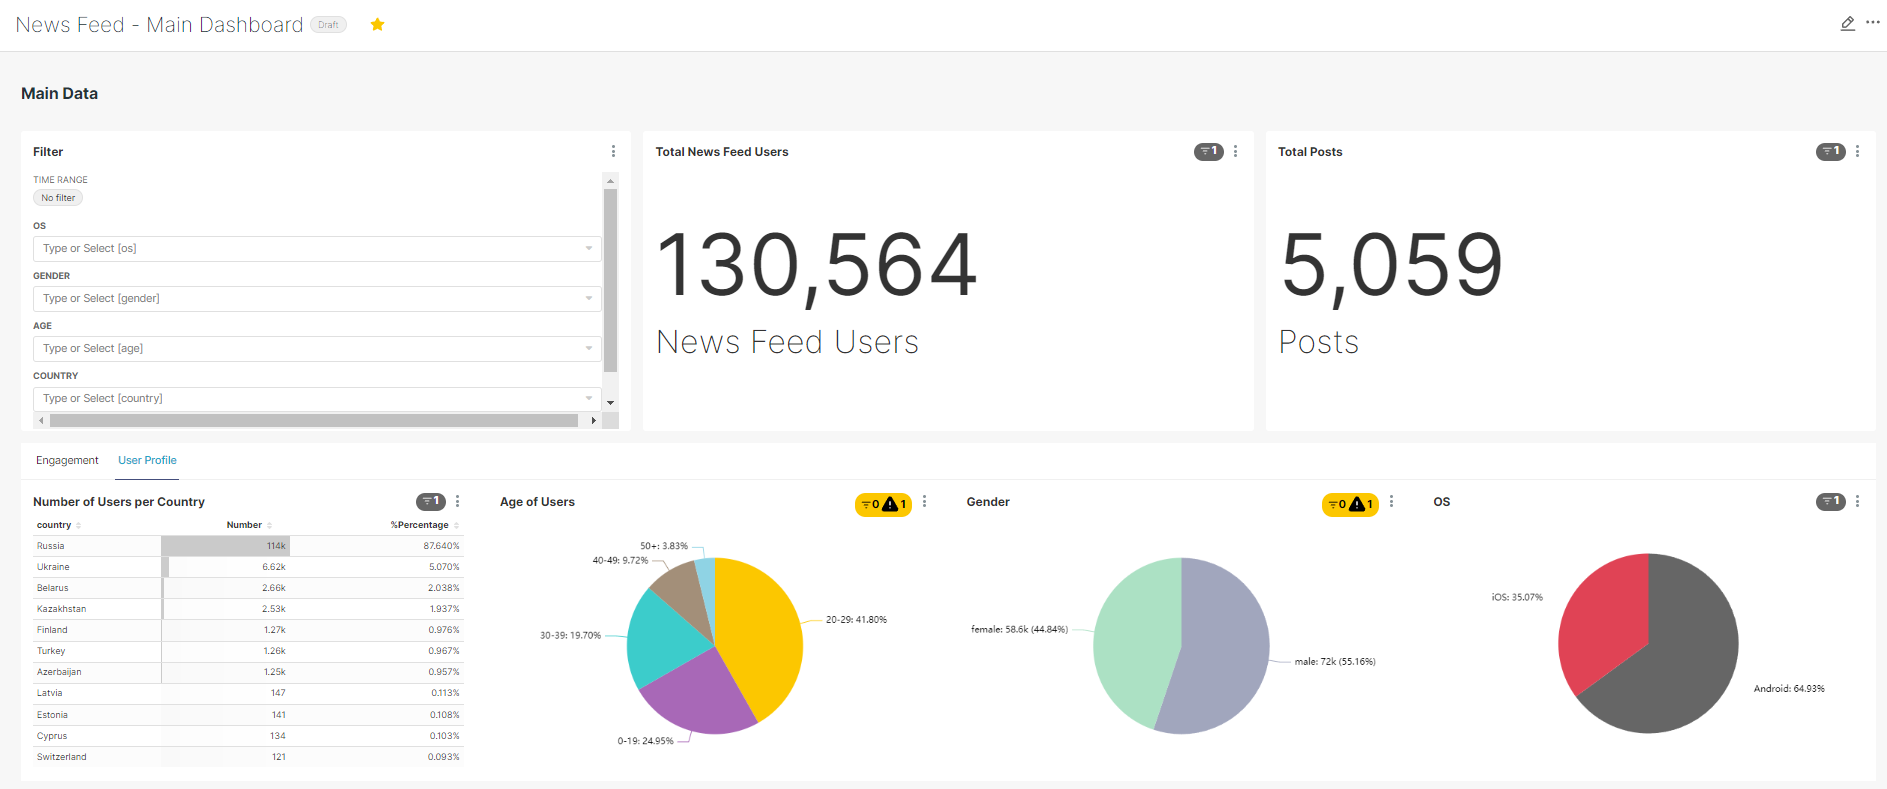 News Feed - Main Dashboard Draft
Main Data
Filter
TIME RANGE
No filter
OS
Type or Select [os]
GENDER
Type or Select [gender]
AGE
Type or Select [age]
COUNTRY
Type or Select [country]
Total News Feed Users 1
130,564
News Feed Users
Total Posts 1
5,059
Posts
Engagement User Profile
Number of Users per Country 1
country Number %Percentage
Russia 114k 87.640%
Ukraine 6.62k 5.070%
Belarus 2.66k 2.038%
Kazakhstan 2.53k 1.937%
Finland 1.27k 0.976%
Turkey 1.26k 0.967%
Azerbaijan 1.25k 0.957%
Latvia 147 0.113%
Estonia 141 0.108%
Cyprus 134 0.103%
Switzerland 121 0.093%
Age of Users 0 1
50+: 3.83%
40-49: 9.72%
20-29: 41.80%
30-39: 19.70%
0-19: 24.95%
Gender 0 1
female: 58.6k (44.84%)
male: 72k (55.16%)
OS 1
iOS: 35.07%
Android: 64.93%